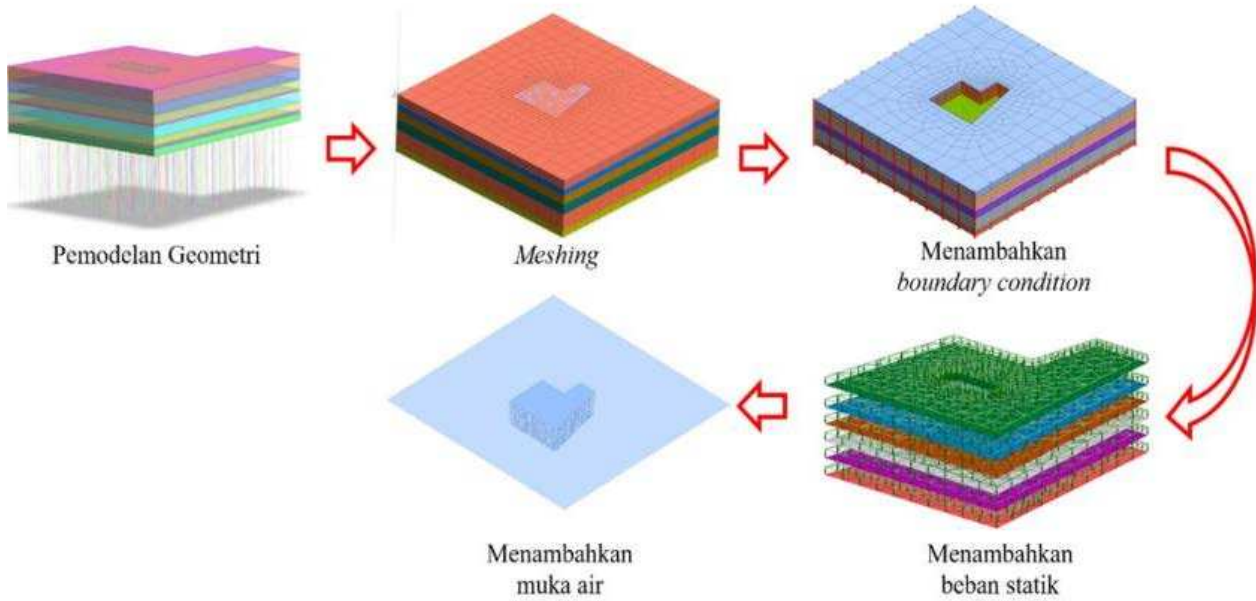 Pemodelan Geometri
Meshing
Menambahkan
boundary condition
Menambahkan
muka air
Menambahkan
beban statik